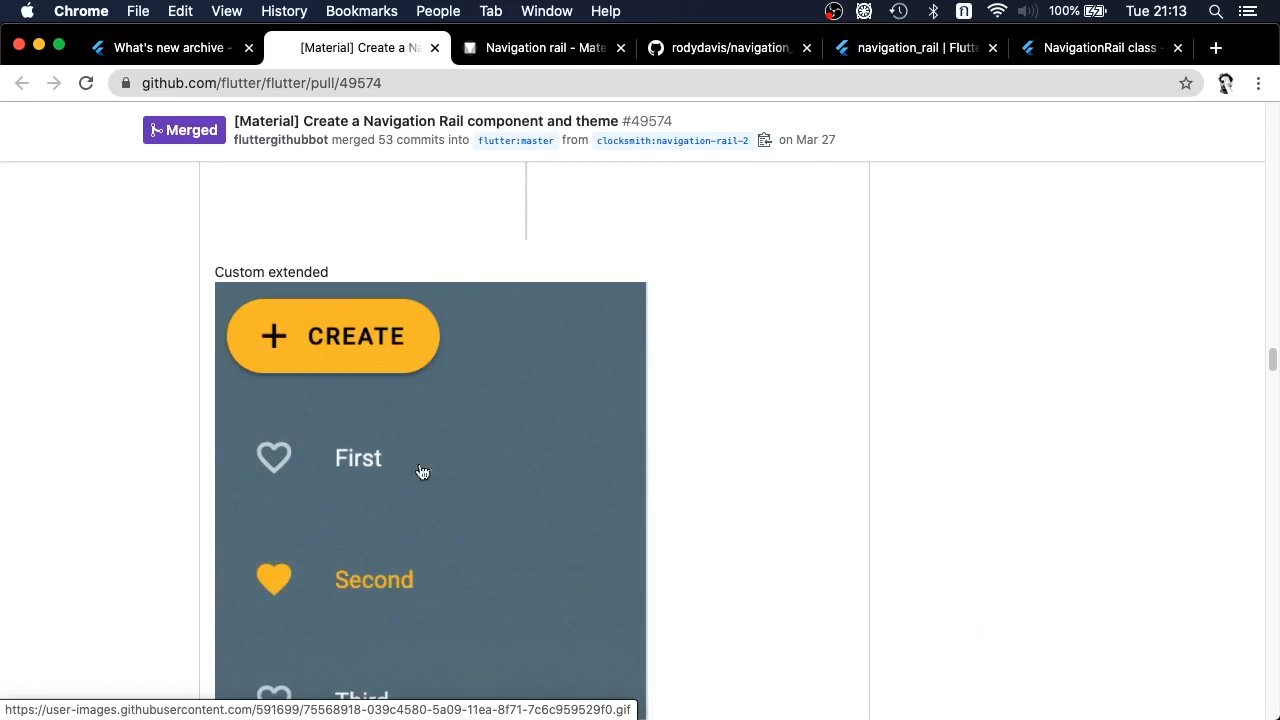 Chrome File Edit View History Bookmarks People Tab Window Help 100% Tue 21:13
What's new archive - [Material] Create a Na Navigation rail - Mate rodydavis/navigation_ navigation_rail | Flutte NavigationRail class -
github.com/flutter/flutter/pull/49574
Merged [Material] Create a Navigation Rail component and theme #49574
fluttergithubbot merged 53 commits into flutter:master from clocksmith:navigation-rail-2 on Mar 27
Custom extended
+ CREATE
First
Second
Third
https://user-images.githubusercontent.com/591699/75568918-039c4580-5a09-11ea-8f71-7c6c959529f0.gif